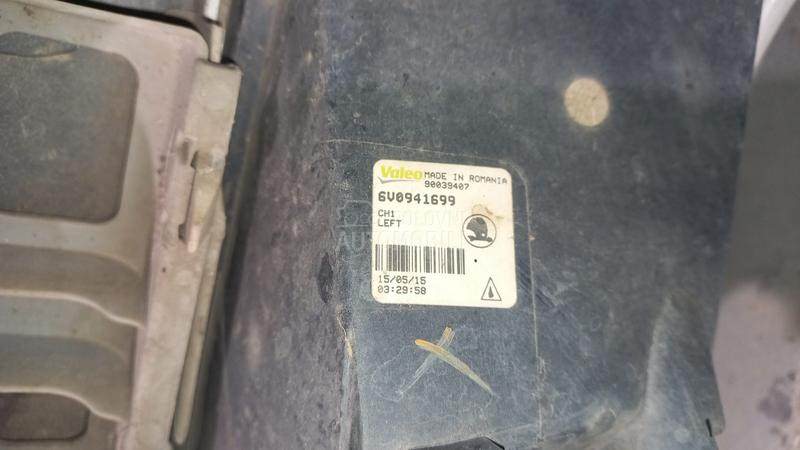 Valeo MADE IN ROMANIA
90039407
6V0941699
CH1
LEFT
15/05/15
03:29:58